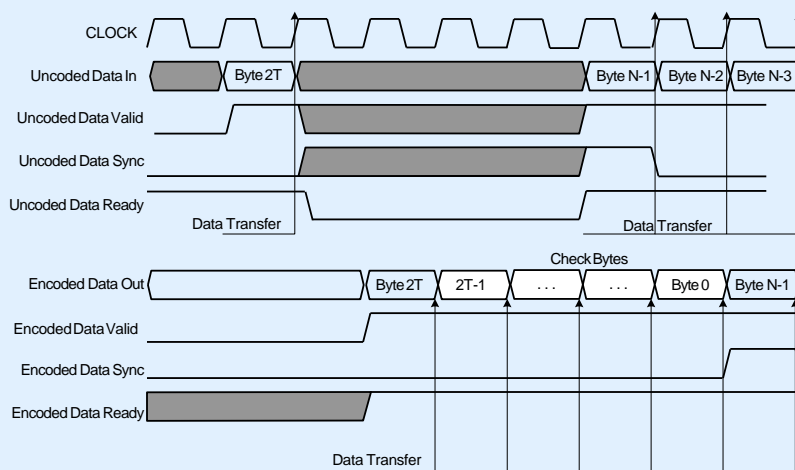 CLOCK
Uncoded Data In
Byte 2T
Byte N-1
Byte N-2
Byte N-3
Uncoded Data Valid
Uncoded Data Sync
Uncoded Data Ready
Data Transfer
Data Transfer
Check Bytes
Encoded Data Out
Byte 2T
2T-1
. . .
. . .
Byte 0
Byte N-1
Encoded Data Valid
Encoded Data Sync
Encoded Data Ready
Data Transfer